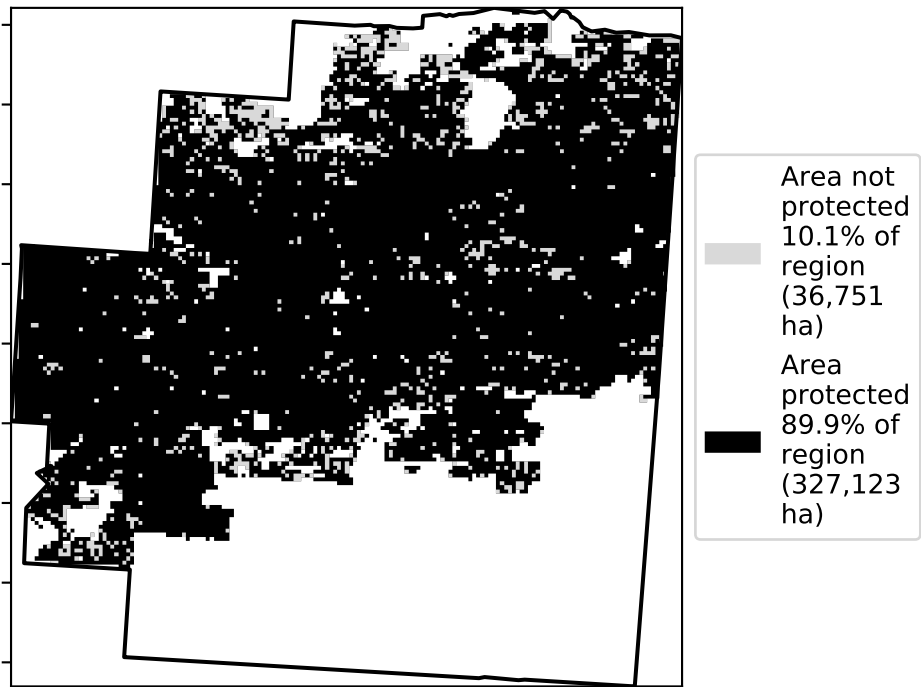 Area not
protected
10.1% of
region
(36,751
ha)
Area
protected
89.9% of
region
(327,123
ha)